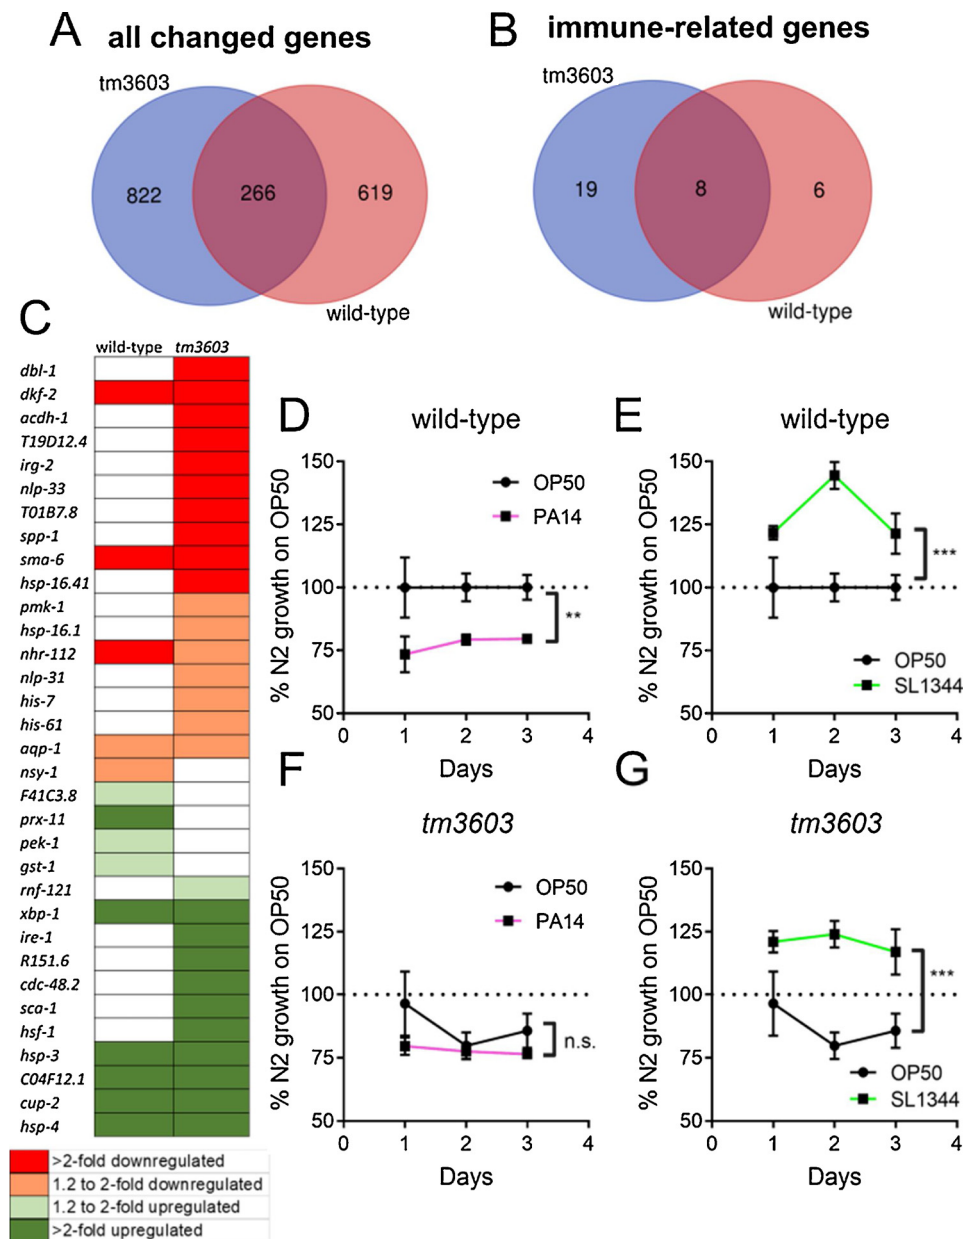 A all changed genes
B immune-related genes
tm3603
822
266
619
wild-type
tm3603
19
8
6
wild-type
C
wild-type tm3603
dbl-1
dkf-2
acdh-1
T19D12.4
irg-2
nlp-33
T01B7.8
spp-1
sma-6
hsp-16.41
pmk-1
hsp-16.1
nhr-112
nlp-31
his-7
his-61
aqp-1
nsy-1
F41C3.8
prx-11
pek-1
gst-1
rnf-121
xbp-1
ire-1
R151.6
cdc-48.2
sca-1
hsf-1
hsp-3
C04F12.1
cup-2
hsp-4
>2-fold downregulated
1.2 to 2-fold downregulated
1.2 to 2-fold upregulated
>2-fold upregulated
D wild-type
% N2 growth on OP50
150
125
100
75
50
OP50
PA14
**
0 1 2 3 4
Days
E wild-type
% N2 growth on OP50
150
125
100
75
50
***
OP50
SL1344
0 1 2 3 4
Days
F
tm3603
% N2 growth on OP50
150
125
100
75
50
OP50
PA14
n.s.
0 1 2 3 4
Days
G
tm3603
% N2 growth on OP50
150
125
100
75
50
***
OP50
SL1344
0 1 2 3 4
Days